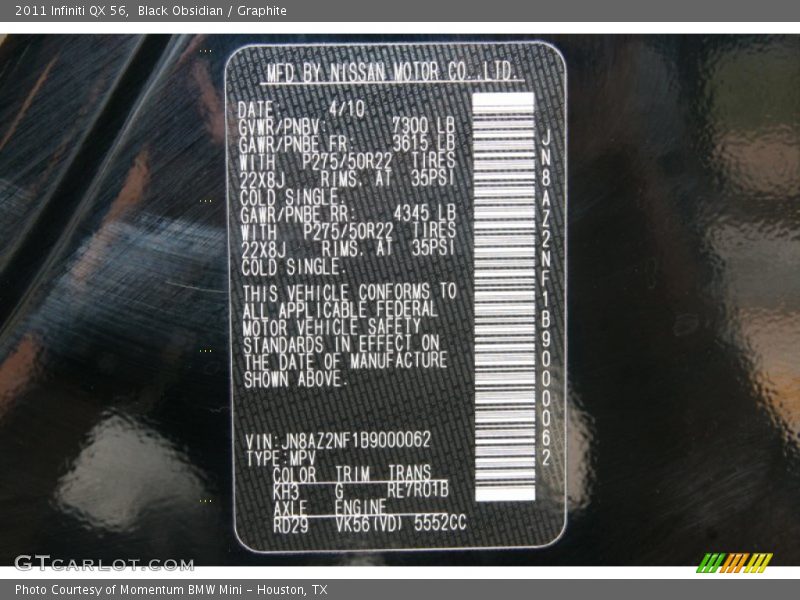 2011 Infiniti QX 56, Black Obsidian / Graphite
MFD BY NISSAN MOTOR CO.,LTD.
DATE 4/10
GVWR/PNBV: 7300 LB
GAWR/PNBE FR: 3615 LB
WITH P275/50R22 TIRES
22X8J RIMS, AT 35PSI
COLD SINGLE.
GAWR/PNBE RR: 4345 LB
WITH P275/50R22 TIRES
22X8J RIMS, AT 35PSI
COLD SINGLE.
THIS VEHICLE CONFORMS TO
ALL APPLICABLE FEDERAL
MOTOR VEHICLE SAFETY
STANDARDS IN EFFECT ON
THE DATE OF MANUFACTURE
SHOWN ABOVE.
VIN:JN8AZ2NF1B9000062
TYPE:MPV
COLOR TRIM TRANS
KH3 G RE7R01B
AXLE ENGINE
RD29 VK56(VD) 5552CC
JN8AZ2NF1B9000062
GTCARLOT.COM
Photo Courtesy of Momentum BMW Mini - Houston, TX